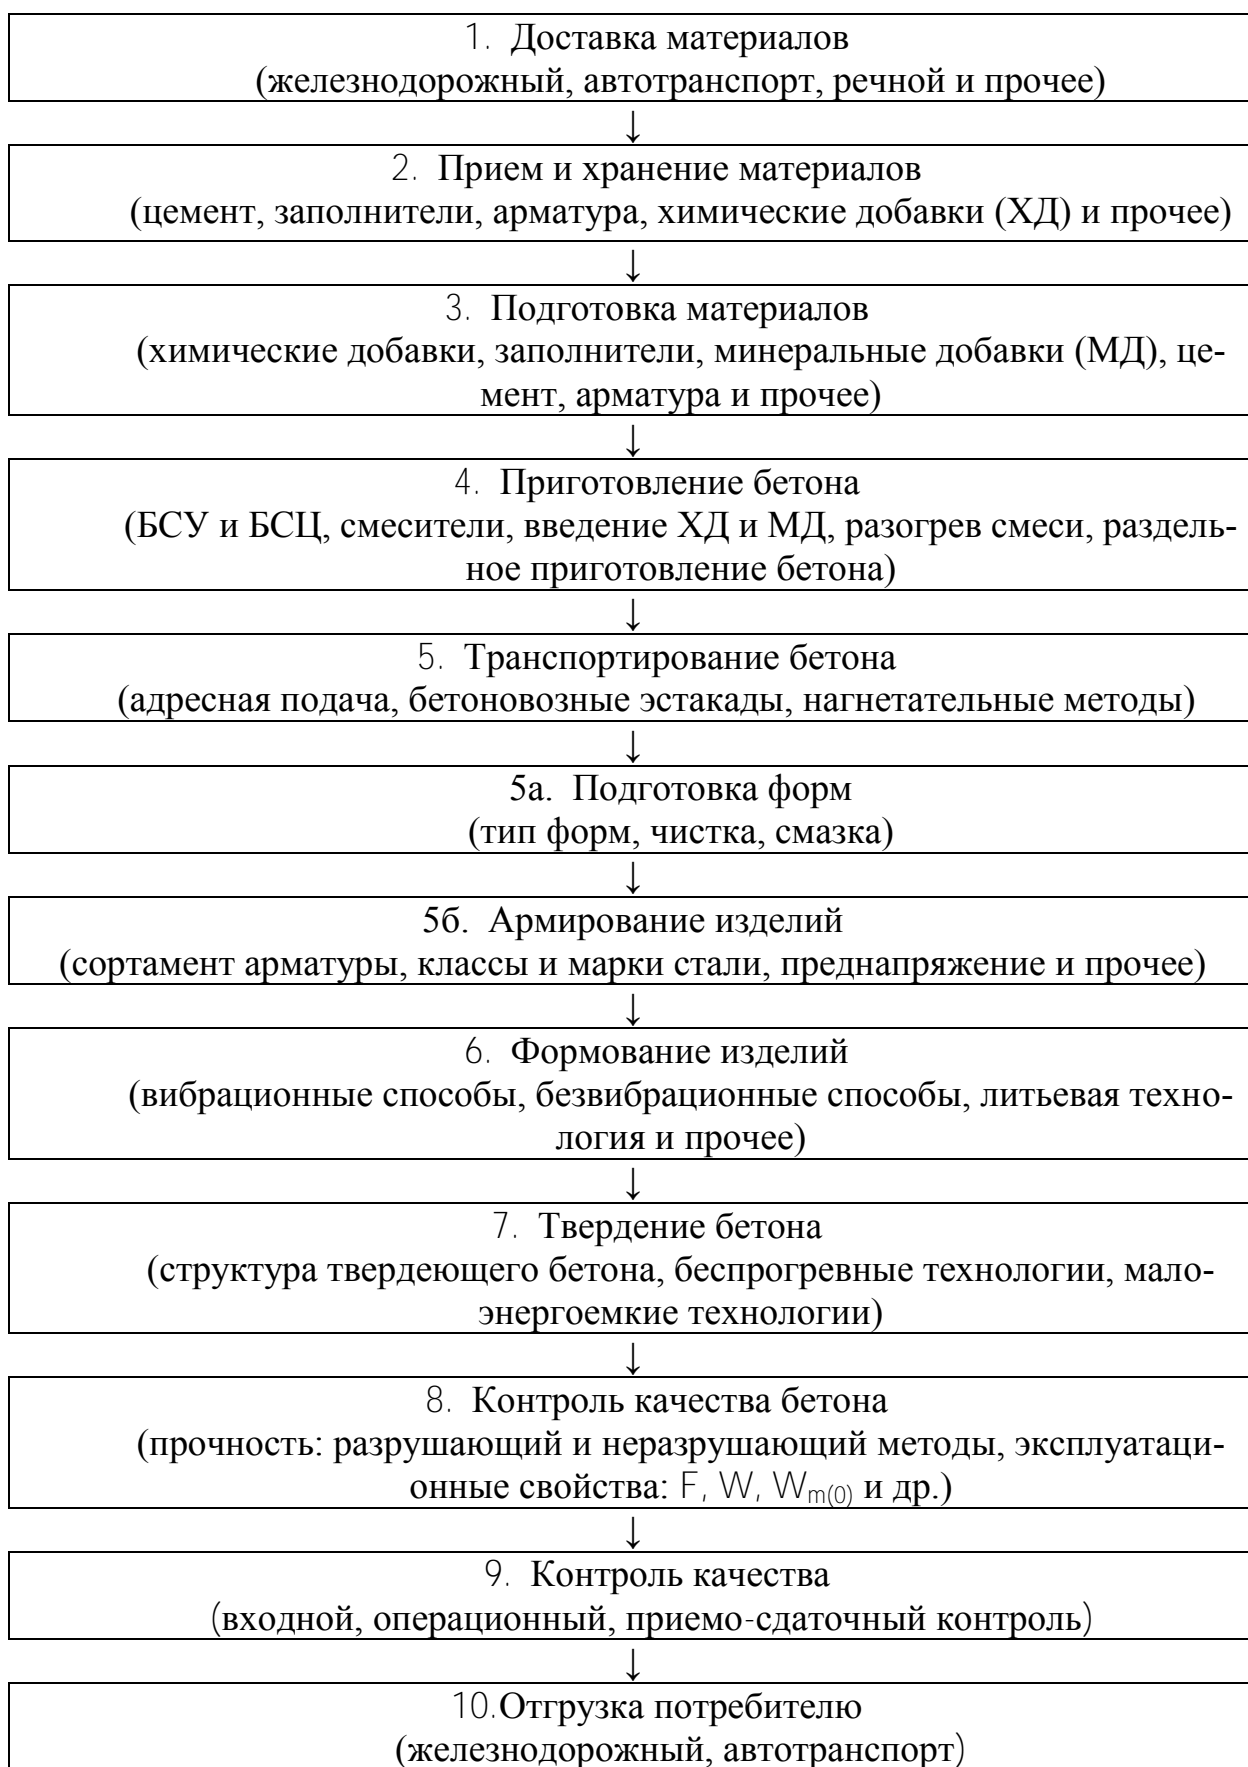 1. Доставка материалов
(железнодорожный, автотранспорт, речной и прочее)
↓
2. Прием и хранение материалов
(цемент, заполнители, арматура, химические добавки (ХД) и прочее)
↓
3. Подготовка материалов
(химические добавки, заполнители, минеральные добавки (МД), це-
мент, арматура и прочее)
↓
4. Приготовление бетона
(БСУ и БСЦ, смесители, введение ХД и МД, разогрев смеси, раздель-
ное приготовление бетона)
↓
5. Транспортирование бетона
(адресная подача, бетоновозные эстакады, нагнетательные методы)
↓
5а. Подготовка форм
(тип форм, чистка, смазка)
↓
5б. Армирование изделий
(сортамент арматуры, классы и марки стали, преднапряжение и прочее)
↓
6. Формование изделий
(вибрационные способы, безвибрационные способы, литьевая техно-
логия и прочее)
↓
7. Твердение бетона
(структура твердеющего бетона, беспрогревные технологии, мало-
энергоемкие технологии)
↓
8. Контроль качества бетона
(прочность: разрушающий и неразрушающий методы, эксплуатаци-
онные свойства: F, W, Wm(0) и др.)
↓
9. Контроль качества
(входной, операционный, приемо-сдаточный контроль)
↓
10.Отгрузка потребителю
(железнодорожный, автотранспорт)